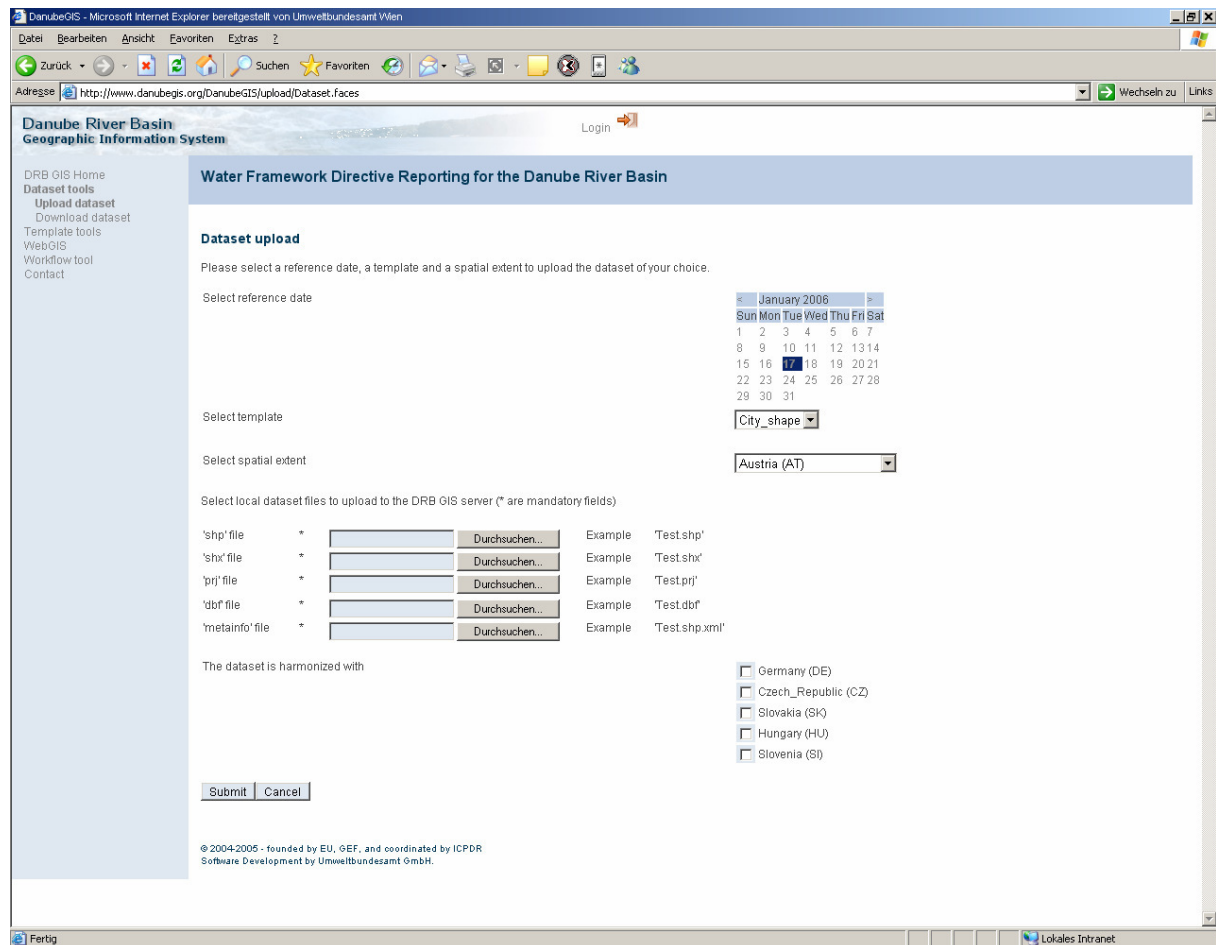 DanubeGIS - Microsoft Internet Explorer bereitgestellt von Umweltbundesamt Wien
Datei Bearbeiten Ansicht Favoriten Extras ?
Zurück Suchen Favoriten
Adresse http://www.danubegis.org/DanubeGIS/upload/Dataset.faces Wechseln zu Links
Danube River Basin
Geographic Information System
Login
DRB GIS Home
Dataset tools
Upload dataset
Download dataset
Template tools
WebGIS
Workflow tool
Contact
Water Framework Directive Reporting for the Danube River Basin
Dataset upload
Please select a reference date, a template and a spatial extent to upload the dataset of your choice.
Select reference date
< January 2006 >
Sun Mon Tue Wed Thu Fri Sat
1 2 3 4 5 6 7
8 9 10 11 12 13 14
15 16 17 18 19 20 21
22 23 24 25 26 27 28
29 30 31
Select template City_shape
Select spatial extent Austria (AT)
Select local dataset files to upload to the DRB GIS server (* are mandatory fields)
'shp' file * Durchsuchen... Example 'Test.shp'
'shx' file * Durchsuchen... Example 'Test.shx'
'prj' file * Durchsuchen... Example 'Test.prj'
'dbf' file * Durchsuchen... Example 'Test.dbf'
'metainfo' file * Durchsuchen... Example 'Test.shp.xml'
The dataset is harmonized with
Germany (DE)
Czech_Republic (CZ)
Slovakia (SK)
Hungary (HU)
Slovenia (SI)
Submit Cancel
© 2004-2005 - founded by EU, GEF, and coordinated by ICPDR
Software Development by Umweltbundesamt GmbH.
Fertig Lokales Intranet